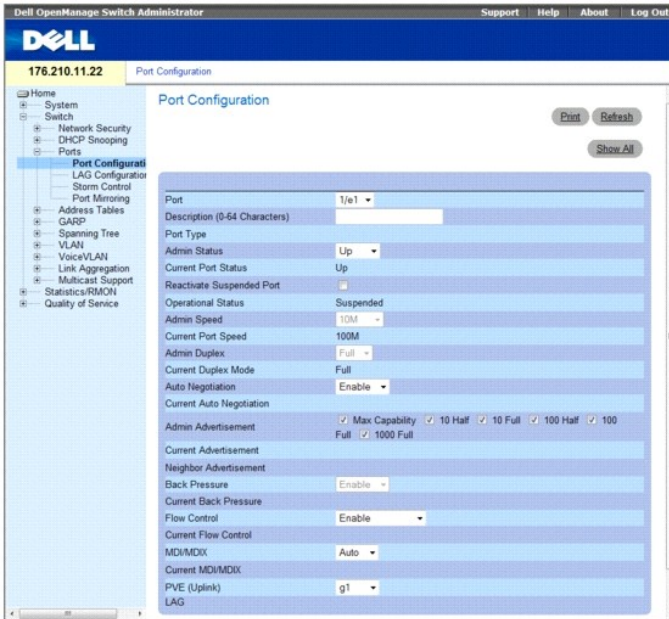 Dell OpenManage Switch Administrator
Support Help About Log Out
DELL
176.210.11.22 Port Configuration
Home
System
Switch
Network Security
DHCP Snooping
Ports
Port Configurati
LAG Configuration
Storm Control
Port Mirroring
Address Tables
GARP
Spanning Tree
VLAN
VoiceVLAN
Link Aggregation
Multicast Support
Statistics/RMON
Quality of Service
Port Configuration
Print Refresh
Show All
Port 1/e1
Description (0-64 Characters)
Port Type
Admin Status Up
Current Port Status Up
Reactivate Suspended Port
Operational Status Suspended
Admin Speed 10M
Current Port Speed 100M
Admin Duplex Full
Current Duplex Mode Full
Auto Negotiation Enable
Current Auto Negotiation
Admin Advertisement Max Capability 10 Half 10 Full 100 Half 100
Full 1000 Full
Current Advertisement
Neighbor Advertisement
Back Pressure Enable
Current Back Pressure
Flow Control Enable
Current Flow Control
MDI/MDIX Auto
Current MDI/MDIX
PVE (Uplink) g1
LAG